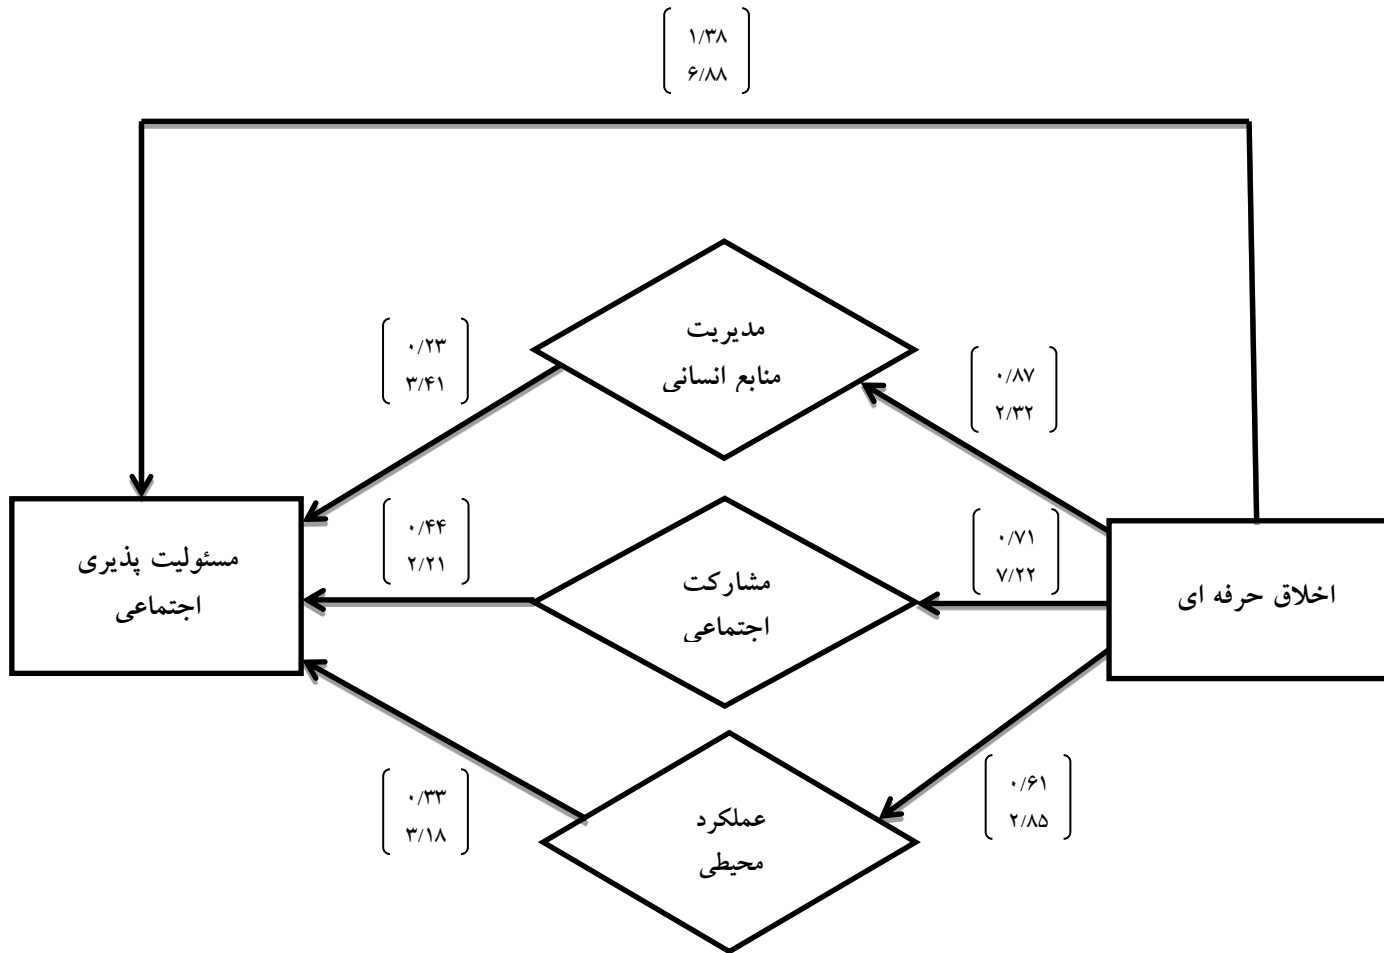 ۱/۳۸
۶/۸۸
مدیریت
منابع انسانی
۰/۸۷
۲/۳۲
۰/۲۳
۳/۴۱
اخلاق حرفه ای
۰/۷۱
۷/۲۲
مشارکت
اجتماعی
۰/۴۴
۲/۲۱
مسئولیت پذیری
اجتماعی
۰/۶۱
۲/۸۵
عملکرد
محیطی
۰/۳۳
۳/۱۸